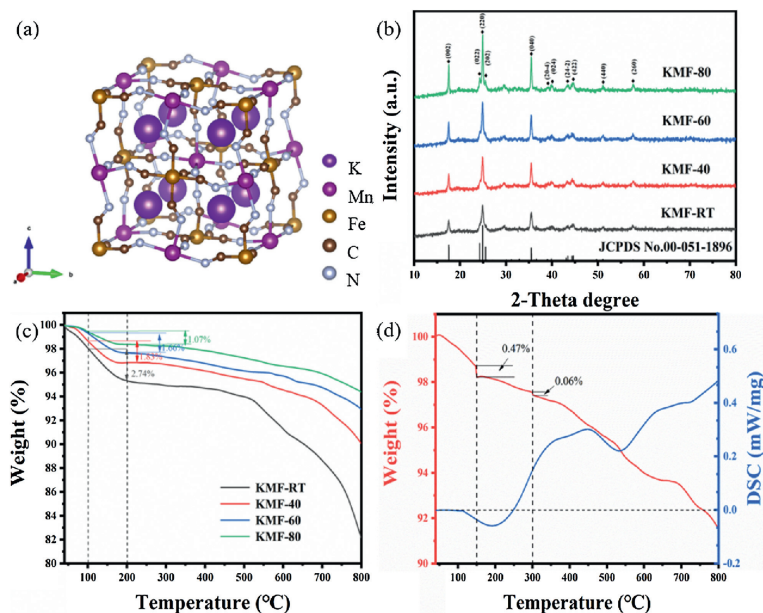 (a)
K
Mn
Fe
C
N
c
b
a
(b)
Intensity (a.u.)
(002)
(022)
(220)
(202)
(040)
(20-4)
(024)
(24-2)
(422)
(440)
(260)
KMF-80
KMF-60
KMF-40
KMF-RT
JCPDS No.00-051-1896
10 20 30 40 50 60 70 80
2-Theta degree
(c)
Weight (%)
100
98
96
94
92
90
88
86
84
82
80
1.07%
1.83%
2.74%
KMF-RT
KMF-40
KMF-60
KMF-80
100 200 300 400 500 600 700 800
Temperature (°C)
(d)
Weight (%)
100
98
96
94
92
90
0.47%
0.06%
0.6
0.4
0.2
0.0
-0.2
DSC (mW/mg)
100 200 300 400 500 600 700 800
Temperature (°C)